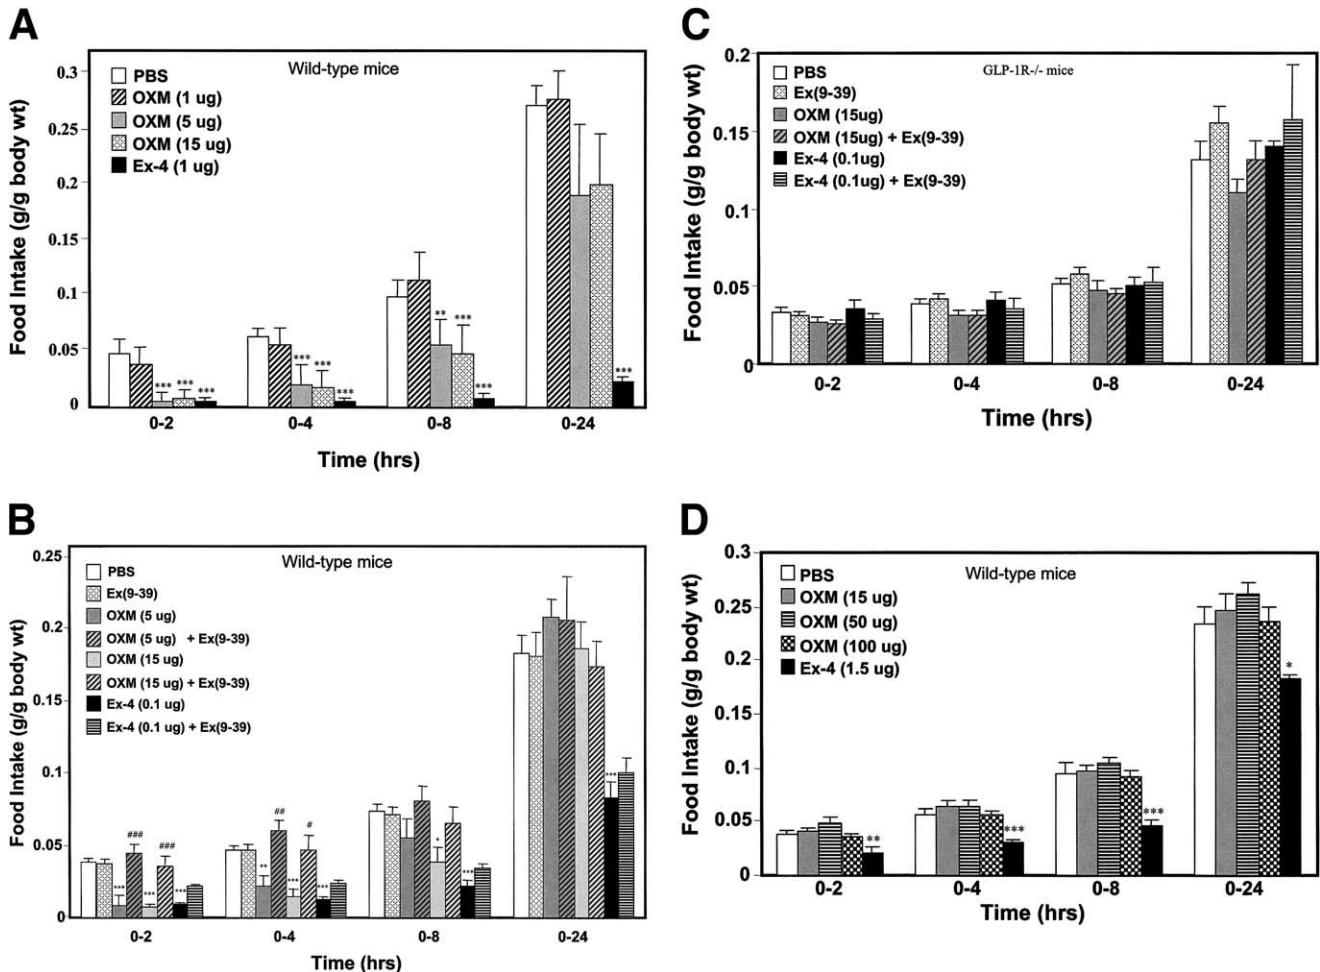 A
Wild-type mice
PBS
OXM (1 ug)
OXM (5 ug)
OXM (15 ug)
Ex-4 (1 ug)
Food Intake (g/g body wt)
0.3
0.25
0.2
0.15
0.1
0.05
0
*** *** ***
*** *** ***
** *** ***
***
0-2 0-4 0-8 0-24
Time (hrs)
C
GLP-1R-/- mice
PBS
Ex(9-39)
OXM (15ug)
OXM (15ug) + Ex(9-39)
Ex-4 (0.1ug)
Ex-4 (0.1ug) + Ex(9-39)
Food Intake (g/g body wt)
0.2
0.15
0.1
0.05
0
0-2 0-4 0-8 0-24
Time (hrs)
B
Wild-type mice
PBS
Ex(9-39)
OXM (5 ug)
OXM (5 ug) + Ex(9-39)
OXM (15 ug)
OXM (15 ug) + Ex(9-39)
Ex-4 (0.1 ug)
Ex-4 (0.1 ug) + Ex(9-39)
Food Intake (g/g body wt)
0.25
0.2
0.15
0.1
0.05
0
*** ### *** ### ***
** ## *** # ***
* ***
***
0-2 0-4 0-8 0-24
Time (hrs)
D
Wild-type mice
PBS
OXM (15 ug)
OXM (50 ug)
OXM (100 ug)
Ex-4 (1.5 ug)
Food Intake (g/g body wt)
0.3
0.25
0.2
0.15
0.1
0.05
0
**
***
***
*
0-2 0-4 0-8 0-24
Time (hrs)